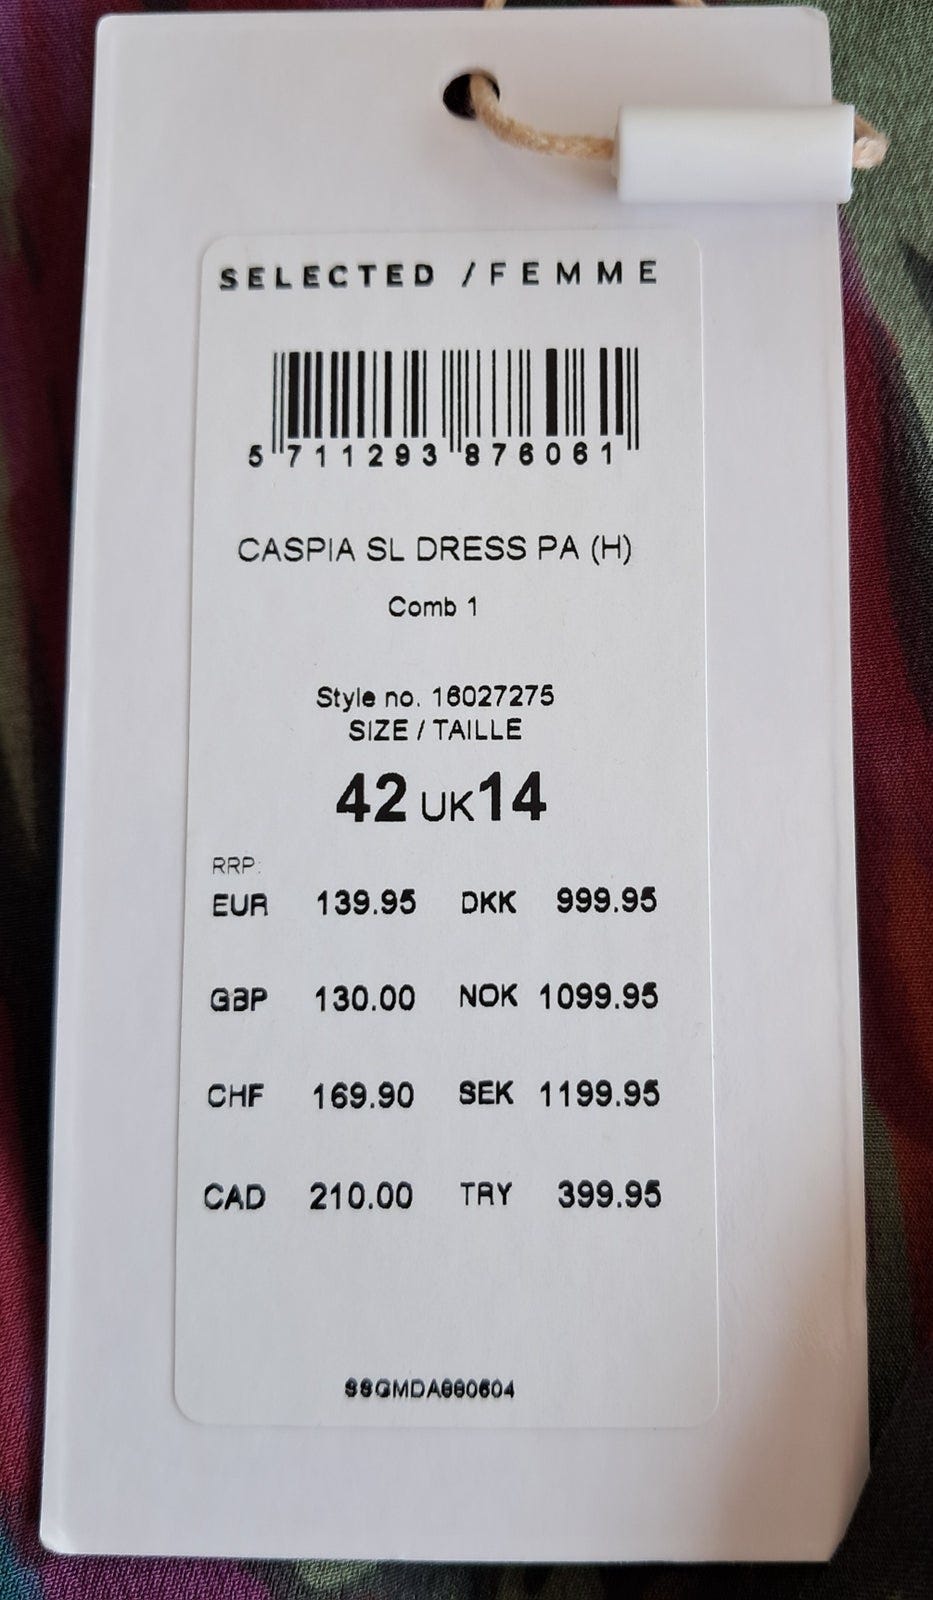 SELECTED / FEMME
5 711293 876061
CASPIA SL DRESS PA (H)
Comb 1
Style no. 16027275
SIZE / TAILLE
42 UK 14
RRP:
EUR 139.95 DKK 999.95
GBP 130.00 NOK 1099.95
CHF 169.90 SEK 1199.95
CAD 210.00 TRY 399.95